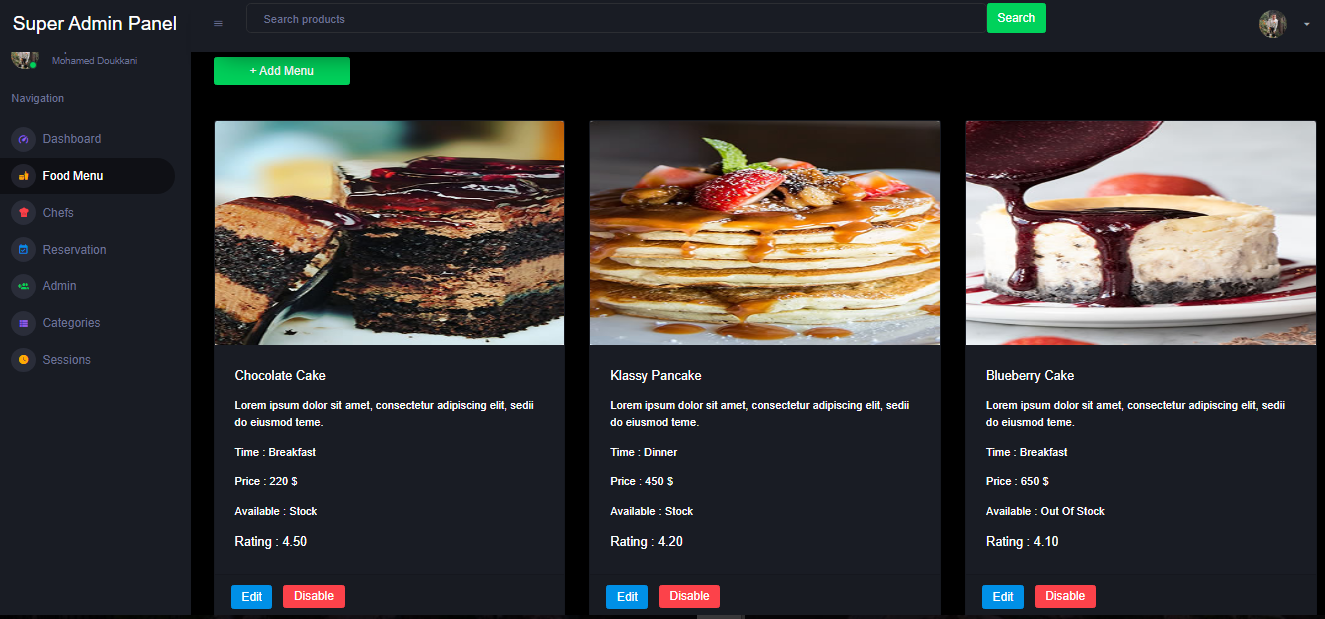 Super Admin Panel
Search products
Search
Mohamed Doukkani
+ Add Menu
Navigation
Dashboard
Food Menu
Chefs
Reservation
Admin
Categories
Sessions
Chocolate Cake
Lorem ipsum dolor sit amet, consectetur adipiscing elit, sedii
do eiusmod teme.
Time : Breakfast
Price : 220 $
Available : Stock
Rating : 4.50
Edit
Disable
Klassy Pancake
Lorem ipsum dolor sit amet, consectetur adipiscing elit, sedii
do eiusmod teme.
Time : Dinner
Price : 450 $
Available : Stock
Rating : 4.20
Edit
Disable
Blueberry Cake
Lorem ipsum dolor sit amet, consectetur adipiscing elit, sedii
do eiusmod teme.
Time : Breakfast
Price : 650 $
Available : Out Of Stock
Rating : 4.10
Edit
Disable